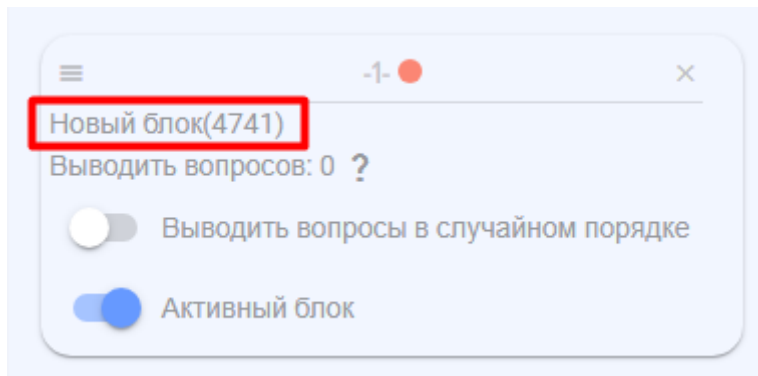 -1-
Новый блок(4741)
Выводить вопросов: 0 ?
Выводить вопросы в случайном порядке
Активный блок